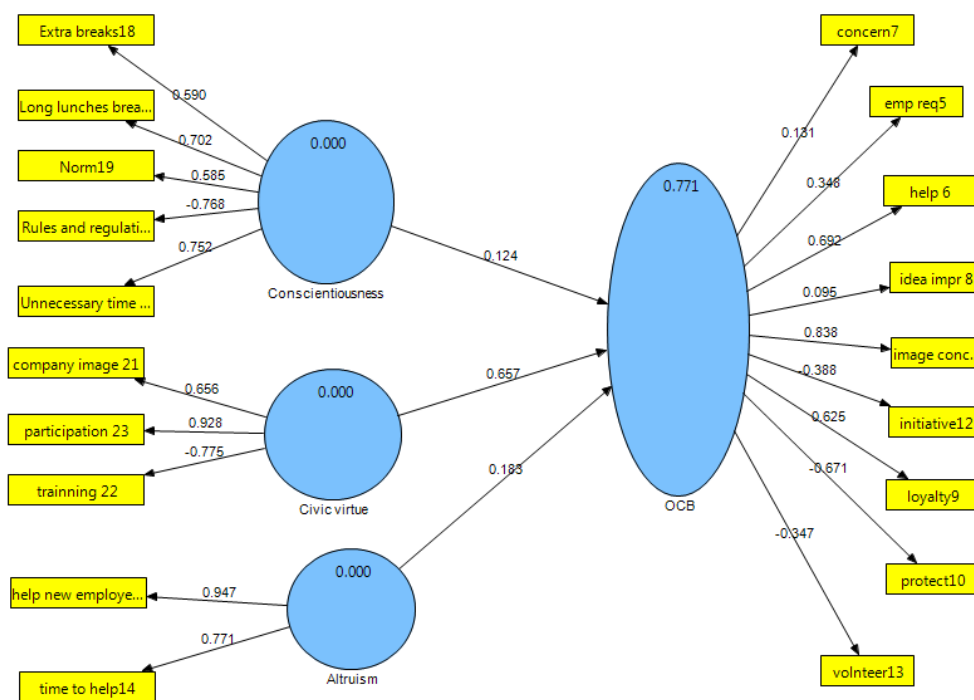 Extra breaks18
Long lunches brea...
Norm19
Rules and regulati...
Unnecessary time ...
0.590
0.702
0.585
-0.768
0.752
0.000
Conscientiousness
0.124
company image 21
participation 23
trainning 22
0.656
0.928
-0.775
0.000
Civic virtue
0.657
help new employe...
time to help14
0.947
0.771
0.000
Altruism
0.183
0.771
OCB
0.131
0.348
0.692
0.095
0.838
-0.388
0.625
-0.671
-0.347
concern7
emp req5
help 6
idea impr 8
image conc...
initiative12
loyalty9
protect10
volnteer13